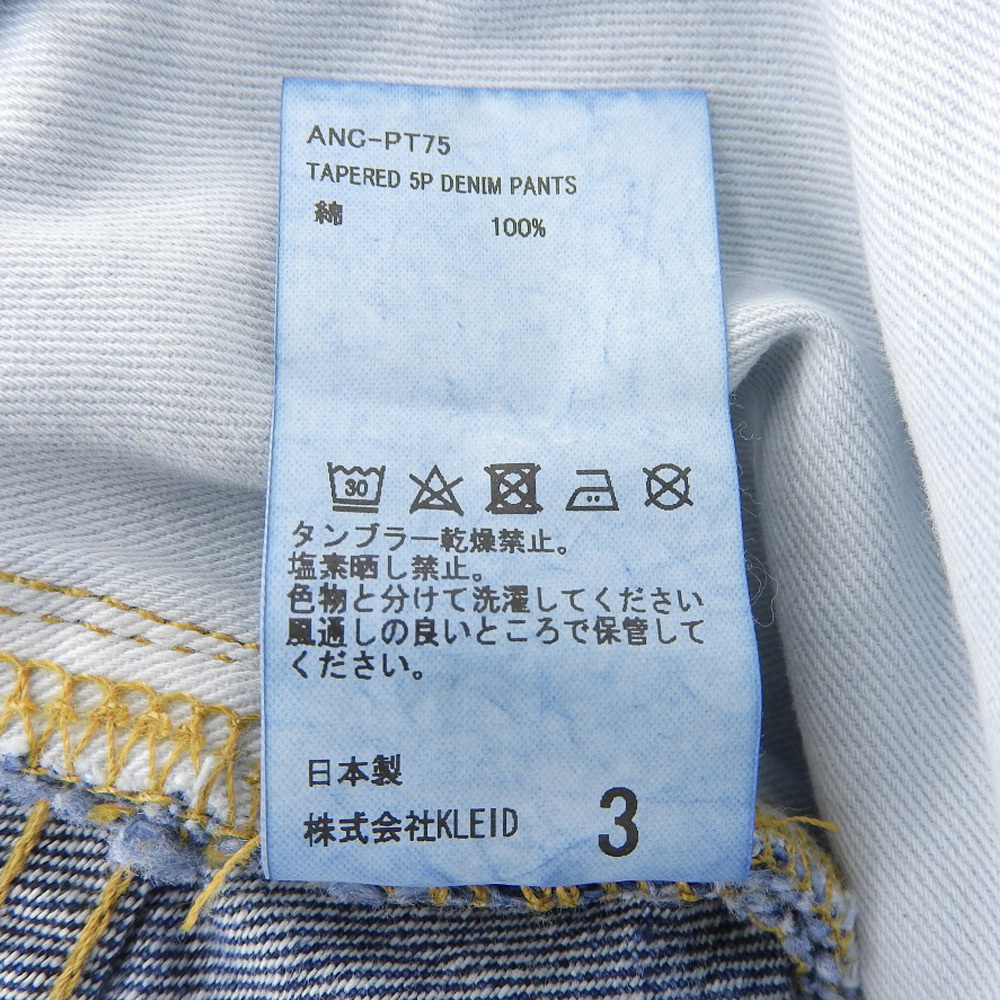 ANC-PT75
TAPERED 5P DENIM PANTS
綿 100%
30
タンブラー乾燥禁止。
塩素晒し禁止。
色物と分けて洗濯してください
風通しの良いところで保管して
ください。
日本製
株式会社KLEID 3